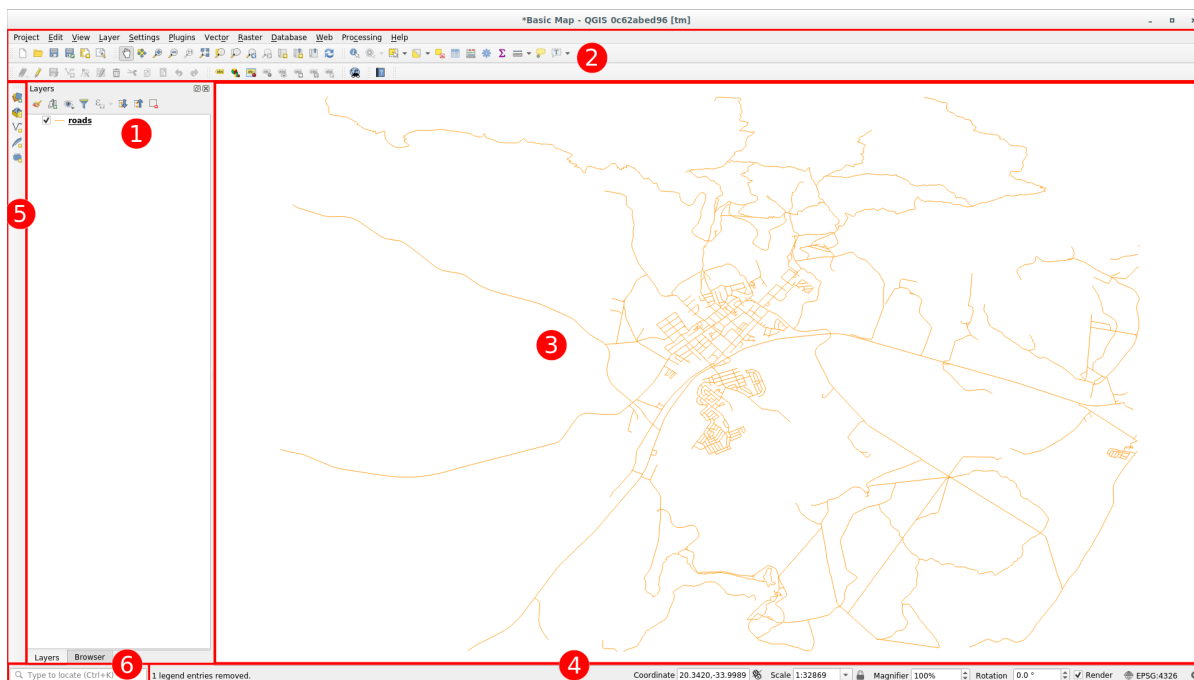 *Basic Map - QGIS 0c62abed96 [tm]
Project Edit View Layer Settings Plugins Vector Raster Database Web Processing Help
2
Layers
roads
1
5
3
Layers Browser
6
4
Type to locate (Ctrl+K)
1 legend entries removed.
Coordinate 20.3420,-33.9989 Scale 1:32869 Magnifier 100% Rotation 0.0 ° Render EPSG:4326